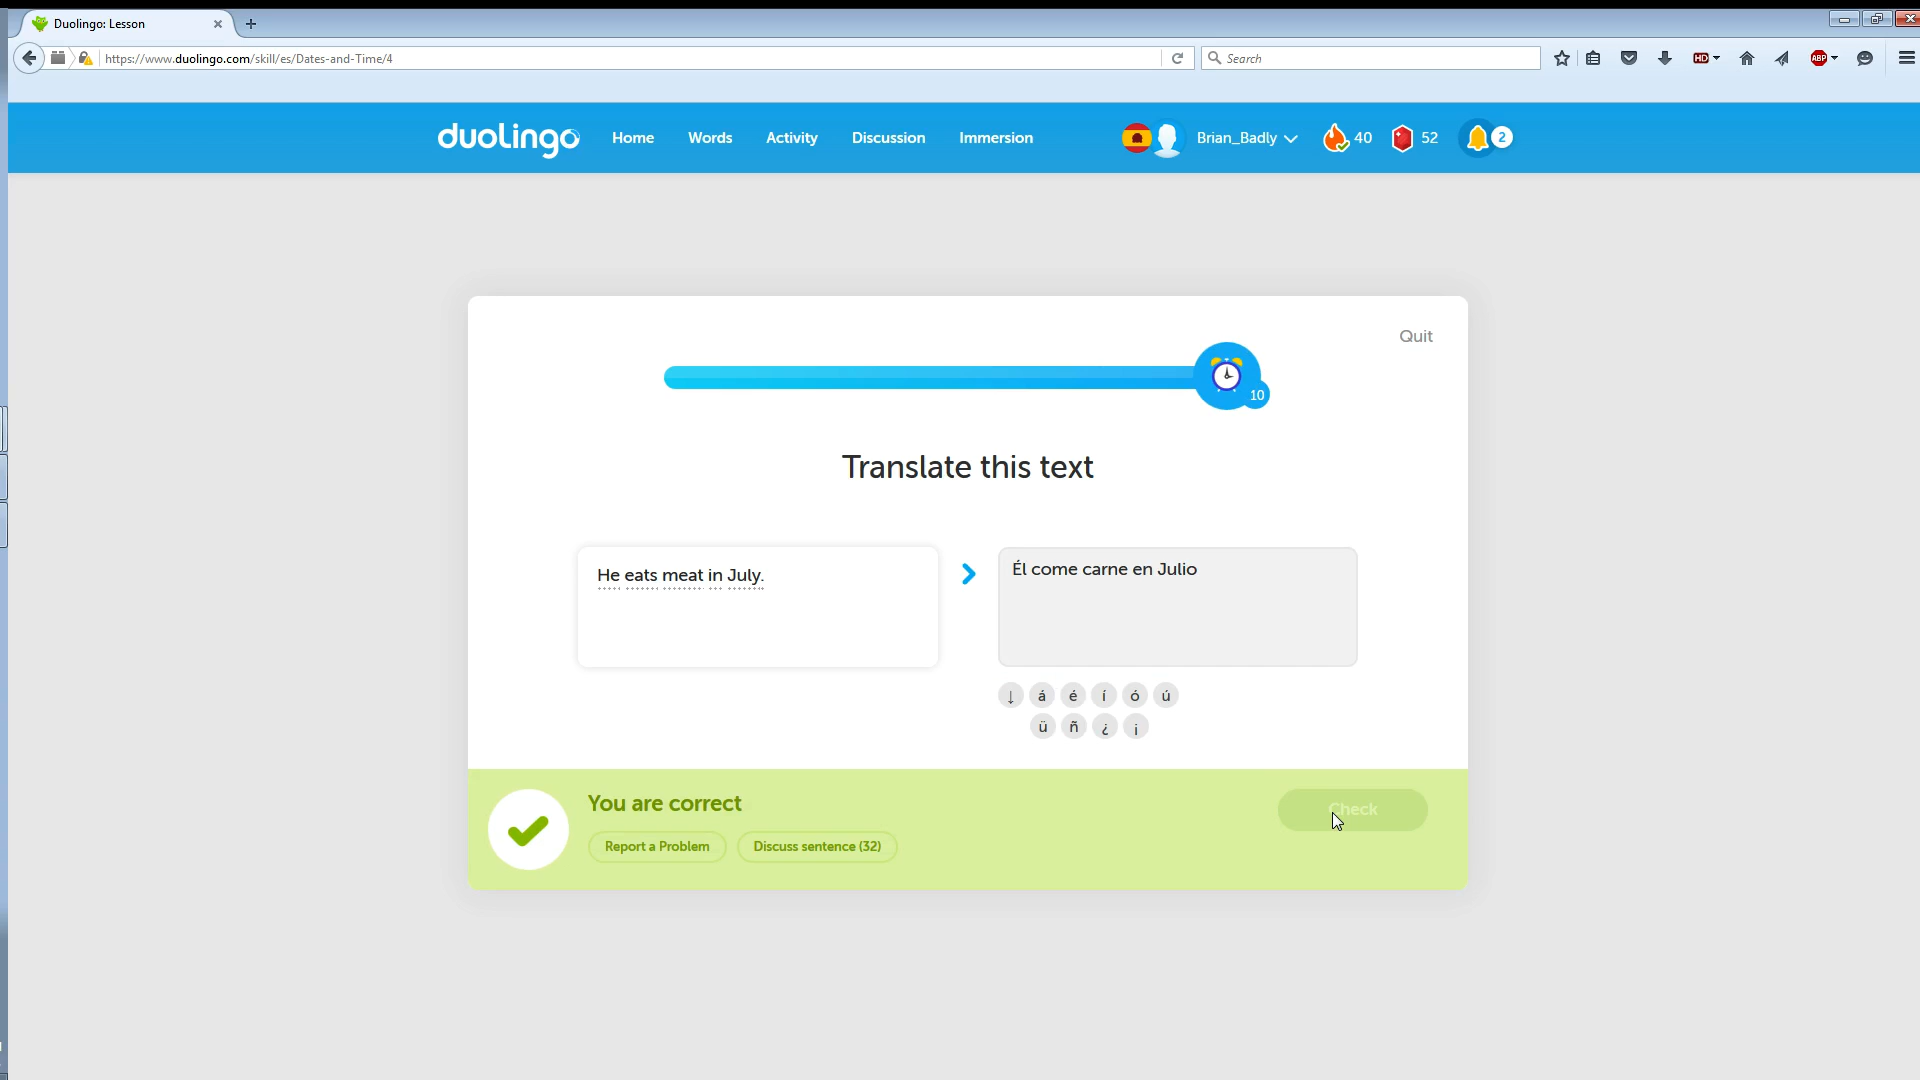 Duolingo: Lesson
https://www.duolingo.com/skill/es/Dates-and-Time/4
Search
HD
ABP
duolingo
Home
Words
Activity
Discussion
Immersion
Brian_Badly
40
52
2
Quit
10
Translate this text
He eats meat in July.
Él come carne en Julio
↓ á é í ó ú
ü ñ ¿ ¡
You are correct
Check
Report a Problem
Discuss sentence (32)